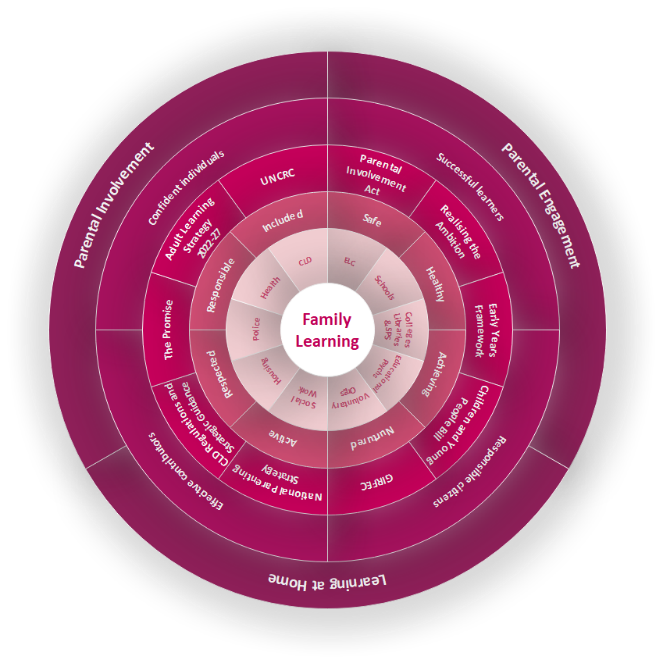 Family
Learning
ELC
Schools
Colleges
Libraries
& SPS
Educational
Psychs
Voluntary
Orgs
Social
Work
Housing
Police
Health
CLD
Safe
Healthy
Achieving
Nurtured
Active
Respected
Responsible
Included
Parental
Involvement
Act
Realising the
Ambition
Early Years
Framework
Children and Young
People Bill
GIRFEC
National Parenting
Strategy
CLD Regulations and
Strategic Guidance
The Promise
Adult Learning
Strategy
2022-27
UNCRC
Successful learners
Responsible citizens
Effective contributors
Confident individuals
Parental Engagement
Learning at Home
Parental Involvement